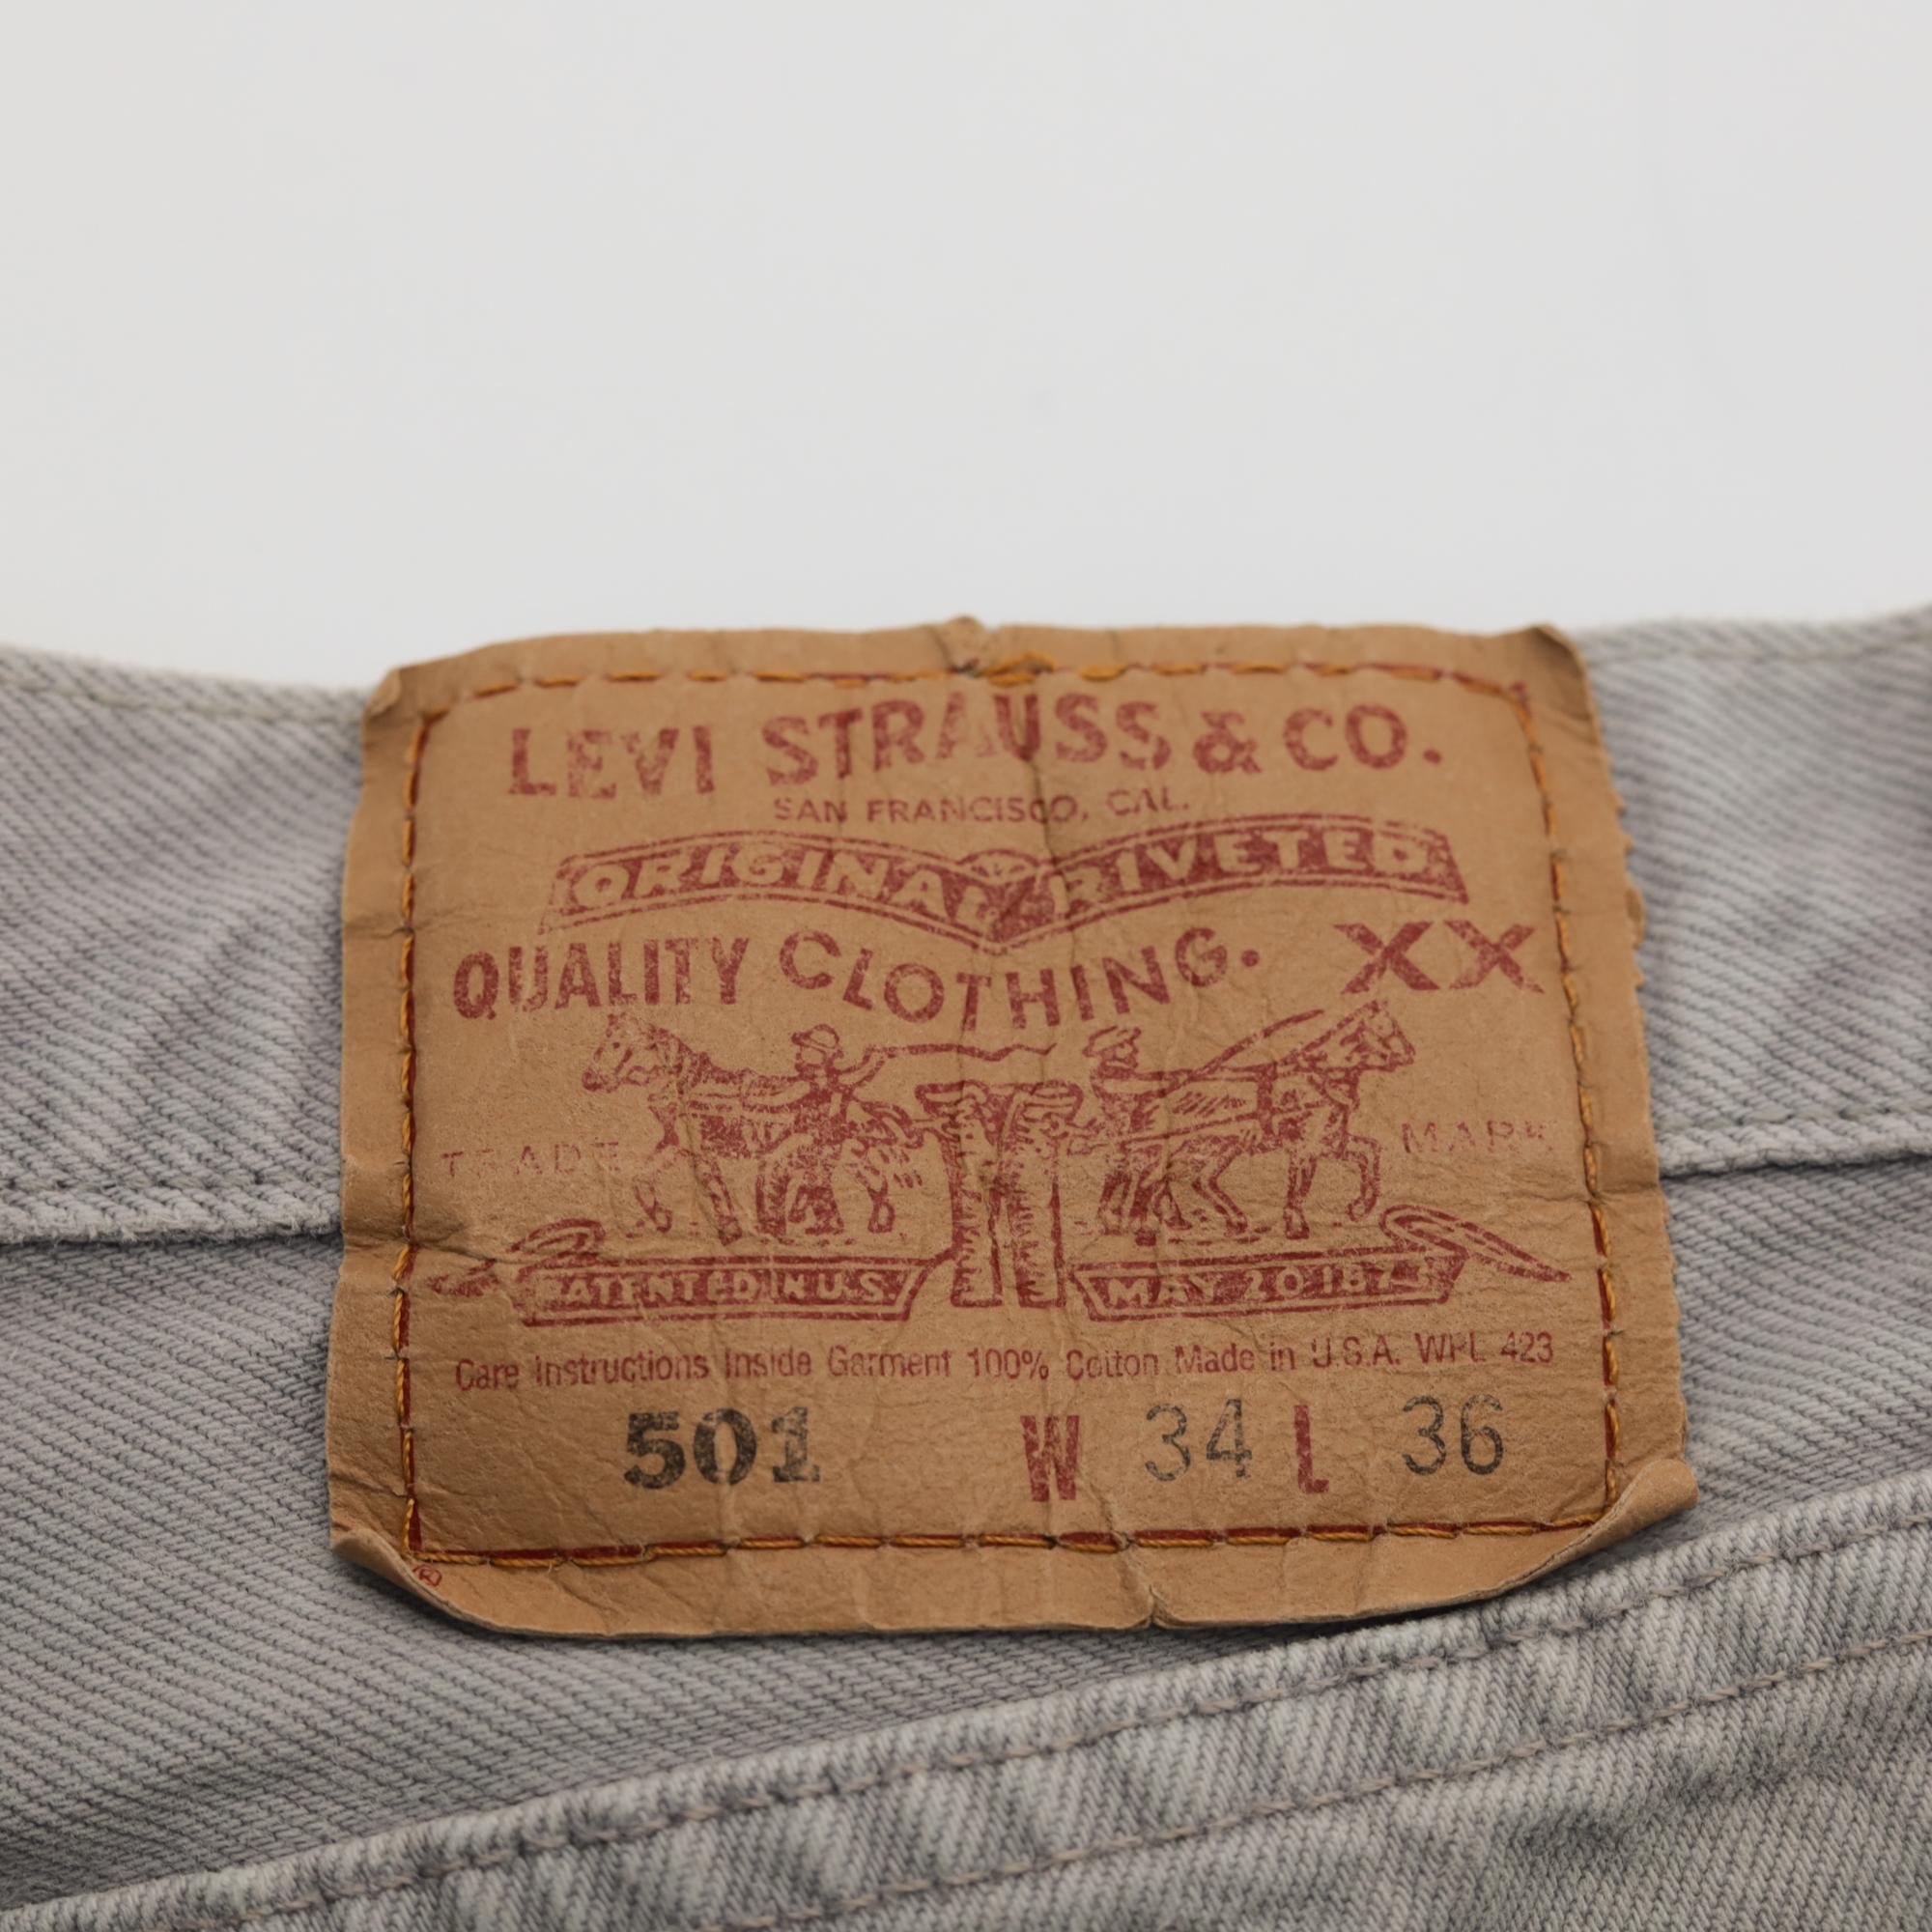 LEVI STRAUSS & CO.
SAN FRANCISCO, CAL.
ORIGINAL RIVETED
QUALITY CLOTHING. XX
TRADE MARK
PATENTED IN U.S. MAY 20 1873
Care Instructions Inside Garment 100% Cotton Made in U.S.A. WPL 423
501 W 34 L 36
®